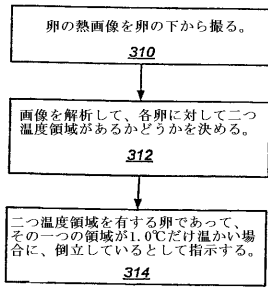 卵の熱画像を卵の下から撮る。
310
画像を解析して、各卵に対して二つ
温度領域があるかどうかを決める。
312
二つ温度領域を有する卵であって、
その一つの領域が1.0℃だけ温かい場
合に、倒立しているとして指示する。
314